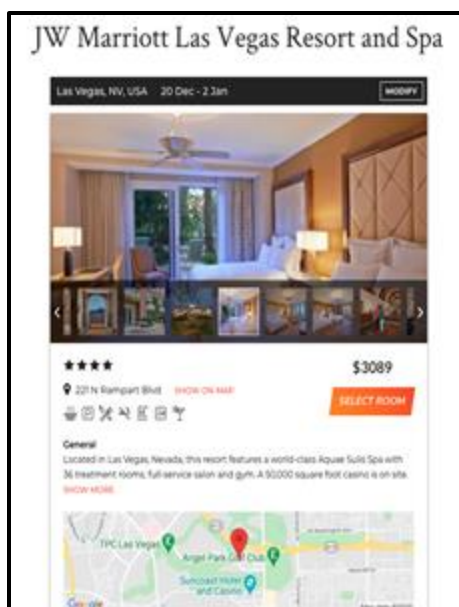 JW Marriott Las Vegas Resort and Spa
Las Vegas, NV, USA 20 Dec - 2 Jan MODIFY
$3089
221 N Rampart Blvd SHOW ON MAP
SELECT ROOM
General
Located in Las Vegas, Nevada, this resort features a world-class Aquae Sulis Spa with
36 treatment rooms, full-service salon and gym. A 50,000 square foot casino is on site.
SHOW MORE
TPC Las Vegas
Angel Park Golf Club
Suncoast Hotel
and Casino
Google